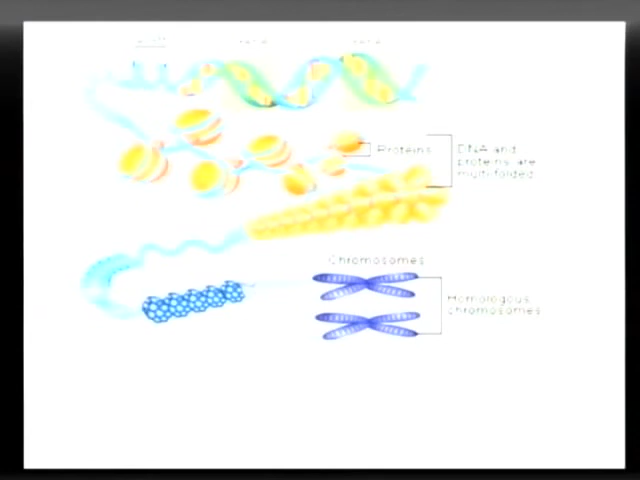 Proteins
DNA and
proteins are
multi-folded
Chromosomes
Homologous
chromosomes